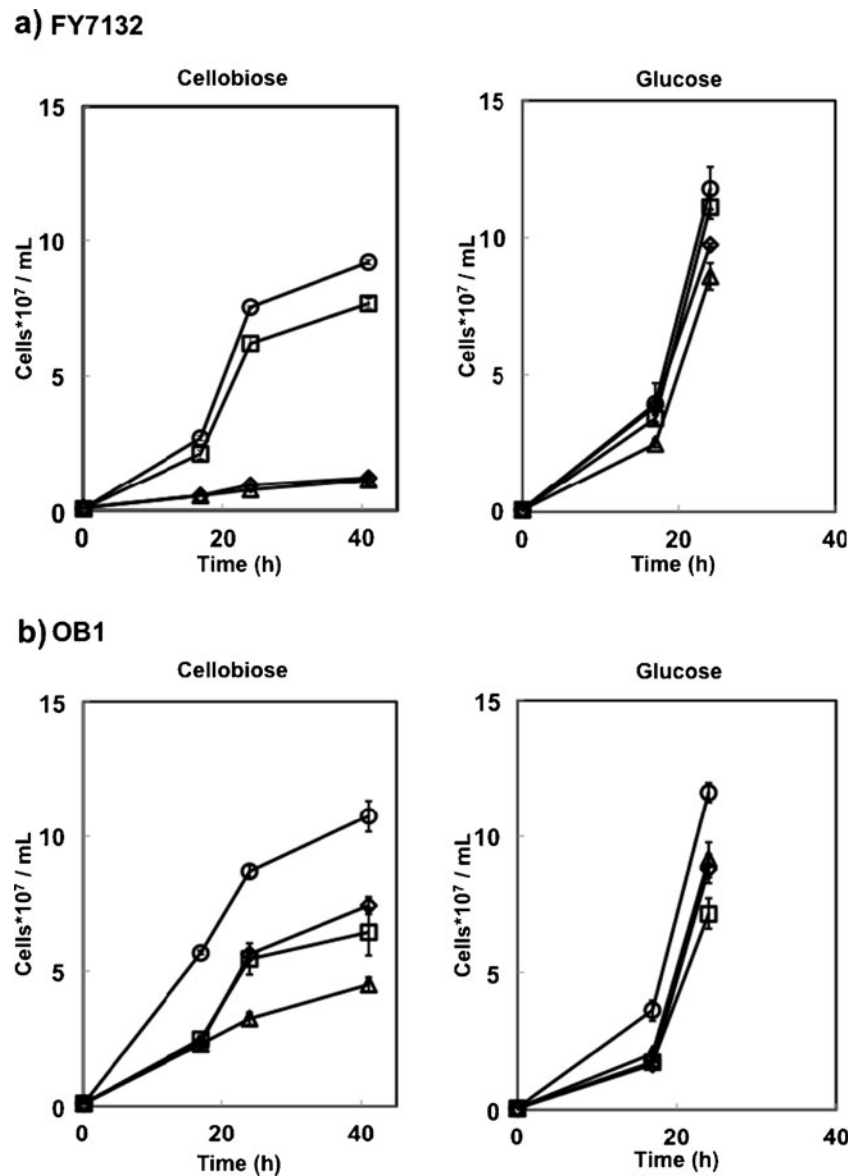 a) FY7132
Cellobiose
Glucose
15
10
5
0
Cells*10⁷ / mL
0 20 40
Time (h)
15
10
5
0
Cells*10⁷ / mL
0 20 40
Time (h)
b) OB1
Cellobiose
Glucose
15
10
5
0
Cells*10⁷ / mL
0 20 40
Time (h)
15
10
5
0
Cells*10⁷ / mL
0 20 40
Time (h)